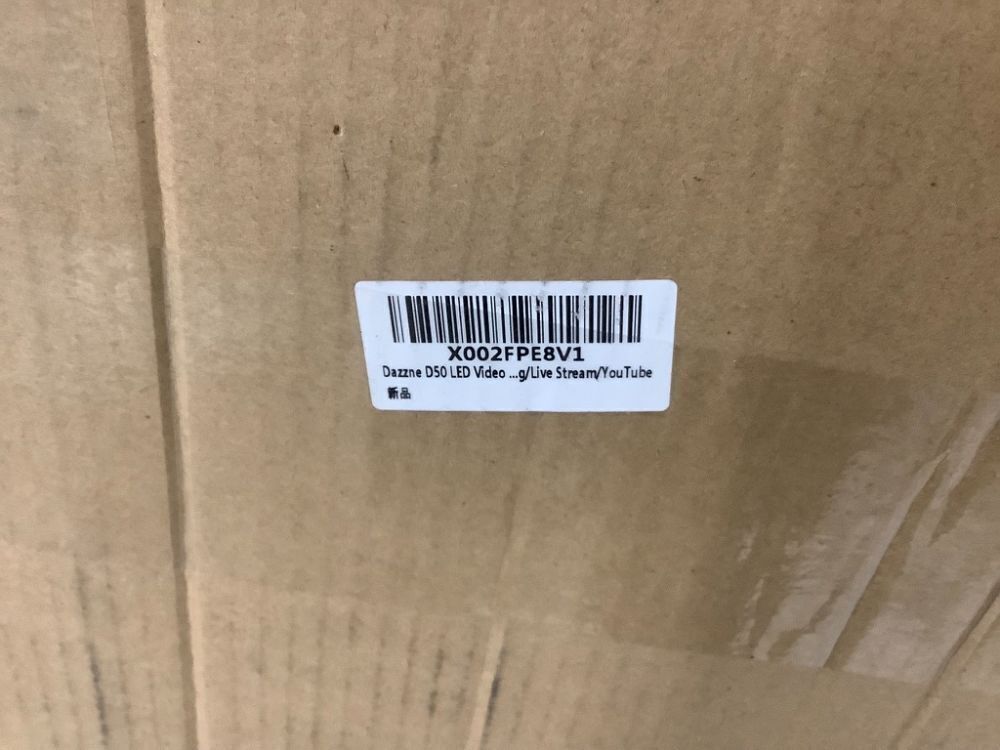 X002FPE8V1
Dazzne D50 LED Video ...g/Live Stream/YouTube
新品